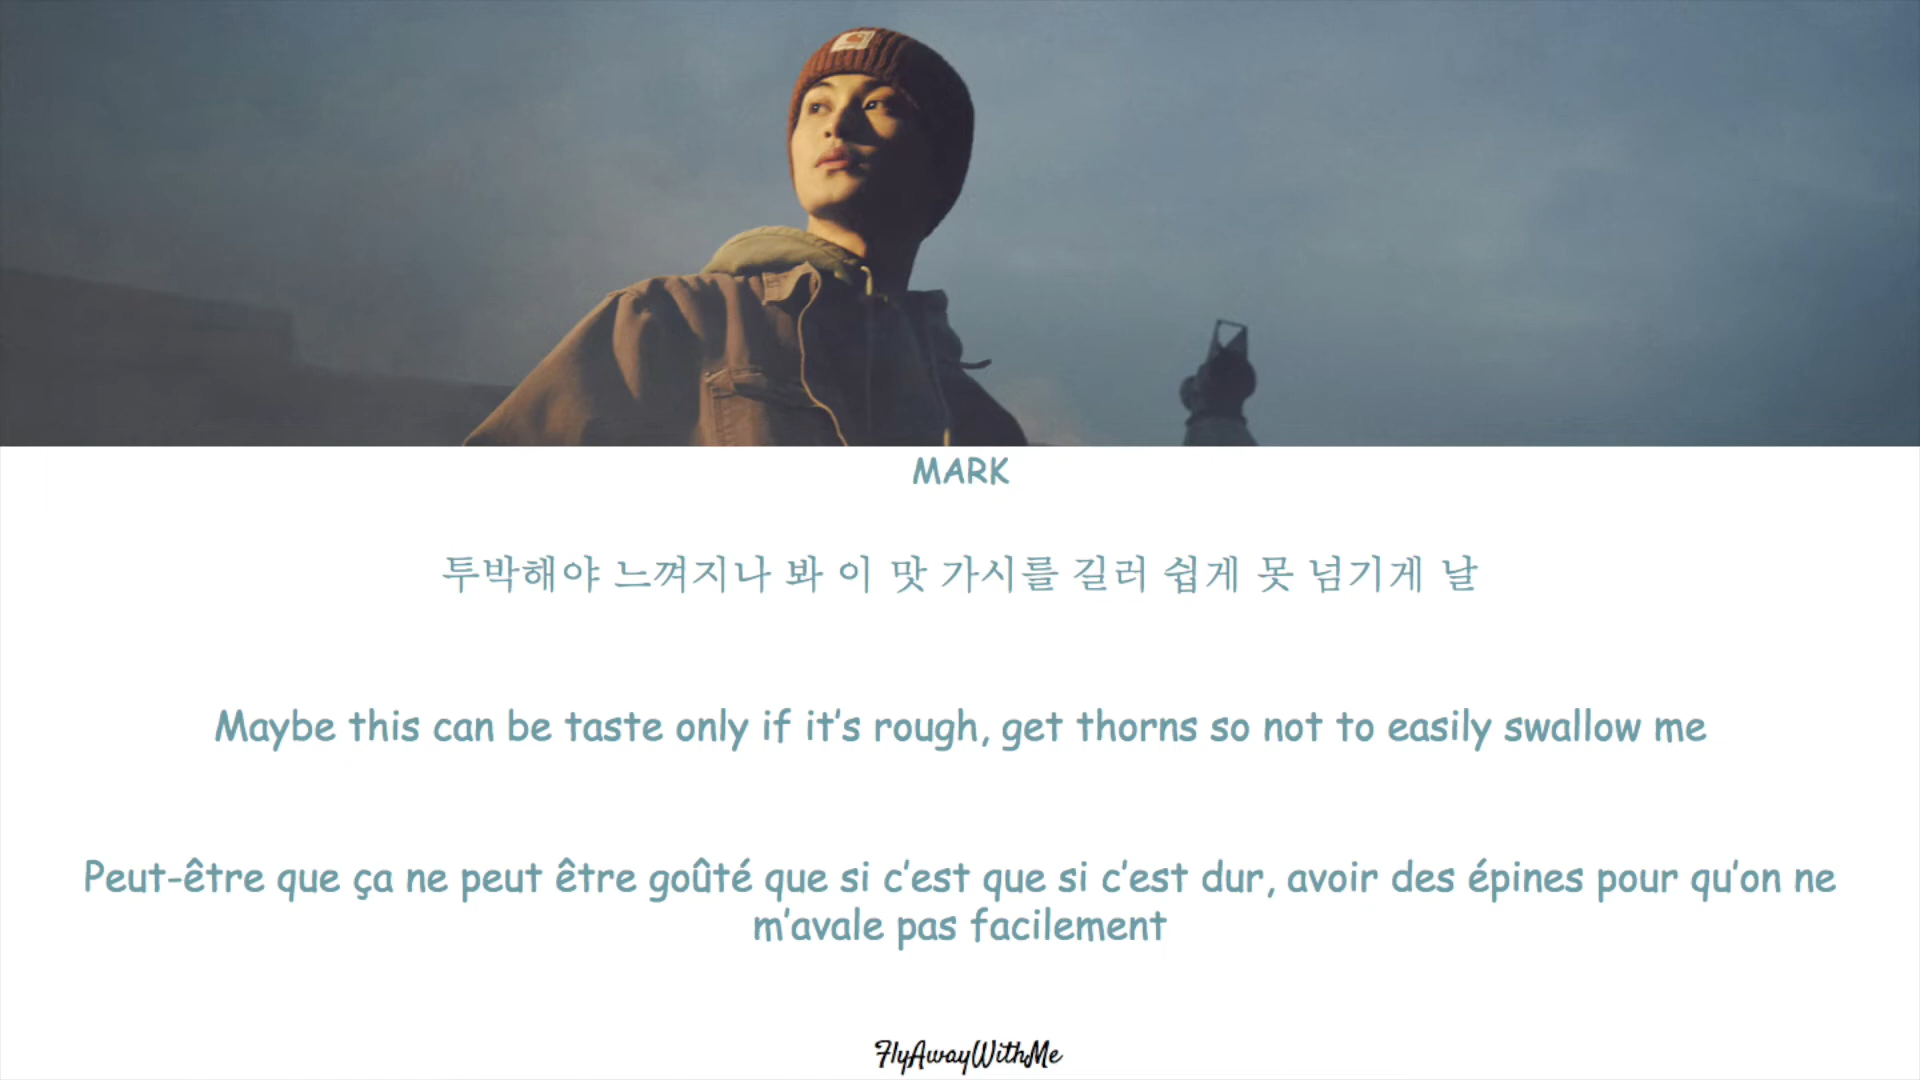 MARK
투박해야 느껴지나 봐 이 맛 가시를 길러 쉽게 못 넘기게 날
Maybe this can be taste only if it's rough, get thorns so not to easily swallow me
Peut-être que ça ne peut être goûté que si c'est que si c'est dur, avoir des épines pour qu'on ne
m'avale pas facilement
FlyAwayWithMe